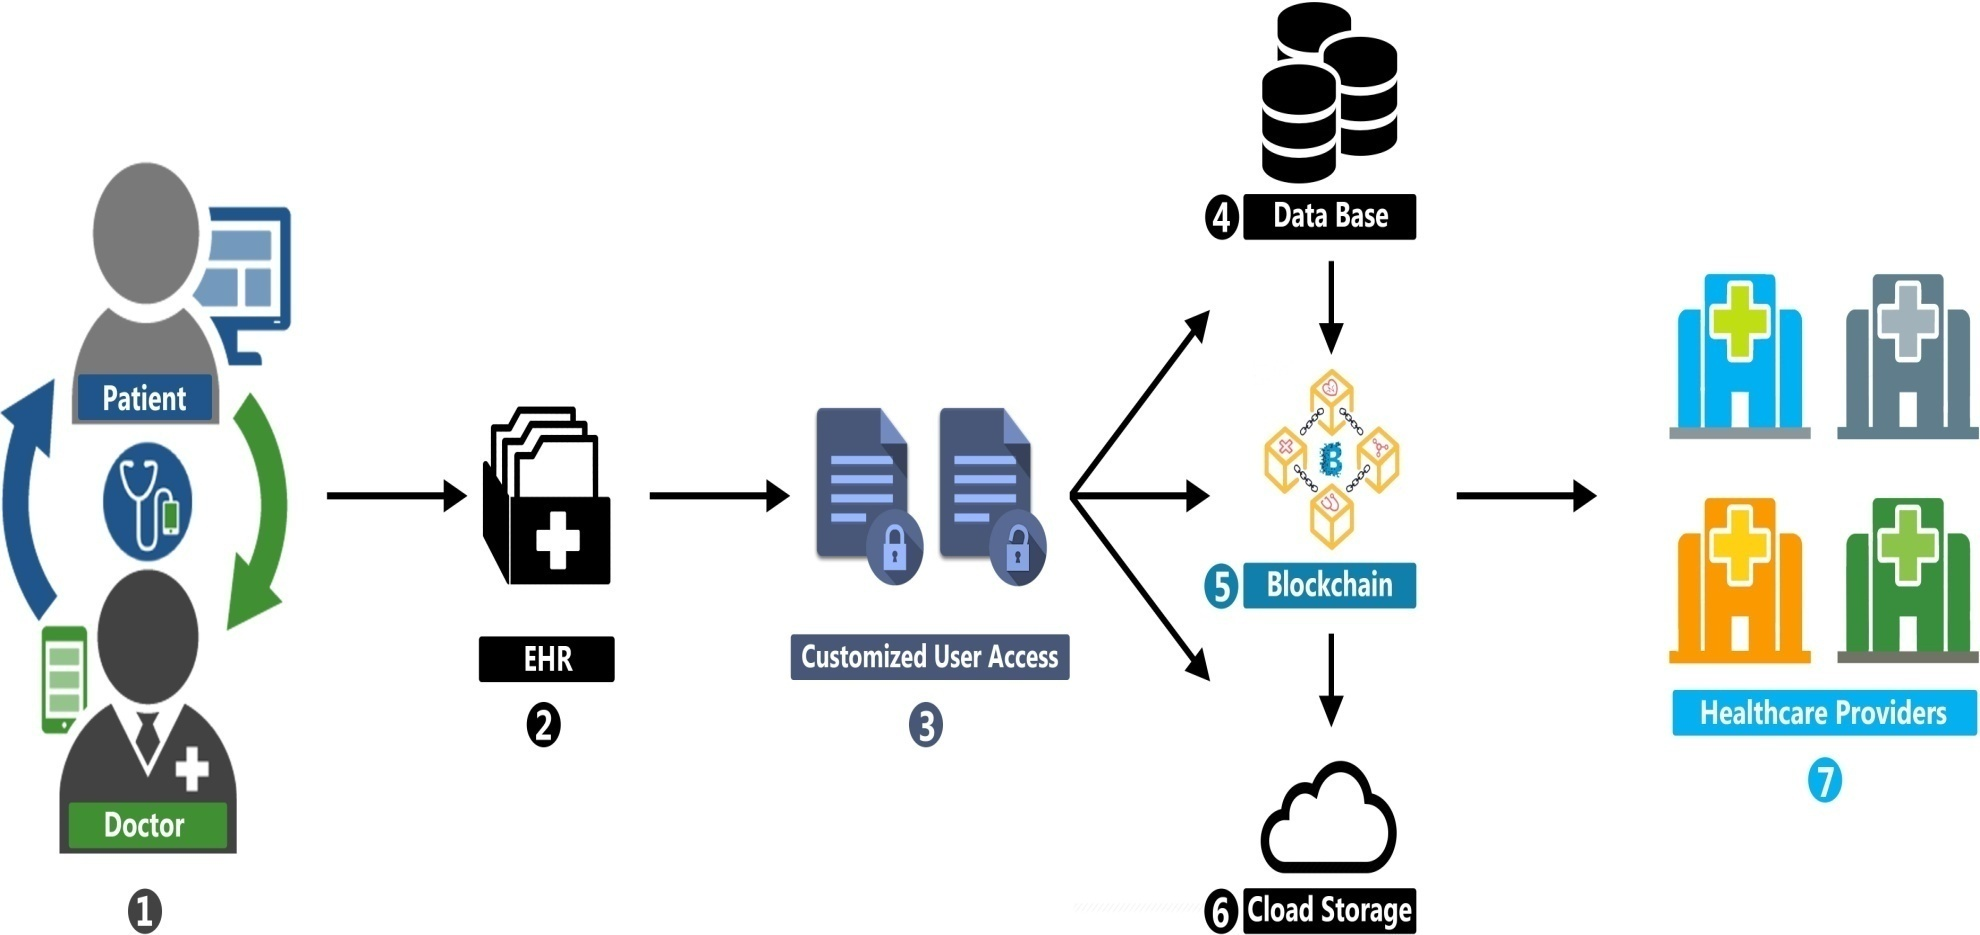 Patient
Doctor
1
EHR
2
Customized User Access
3
4 Data Base
5 Blockchain
6 Cload Storage
Healthcare Providers
7